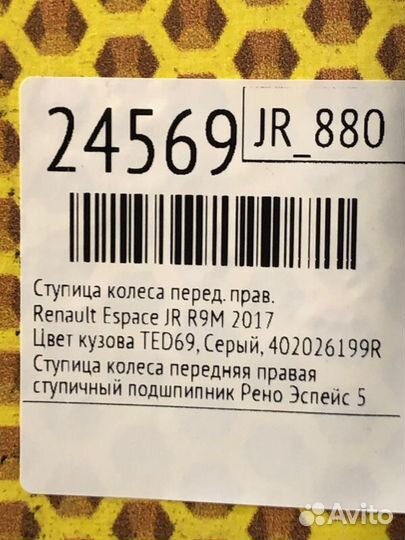 24569
JR_880
Ступица колеса перед. прав.
Renault Espace JR R9M 2017
Цвет кузова TED69, Серый, 402026199R
Ступица колеса передняя правая
ступичный подшпипник Рено Эспейс 5
Avito